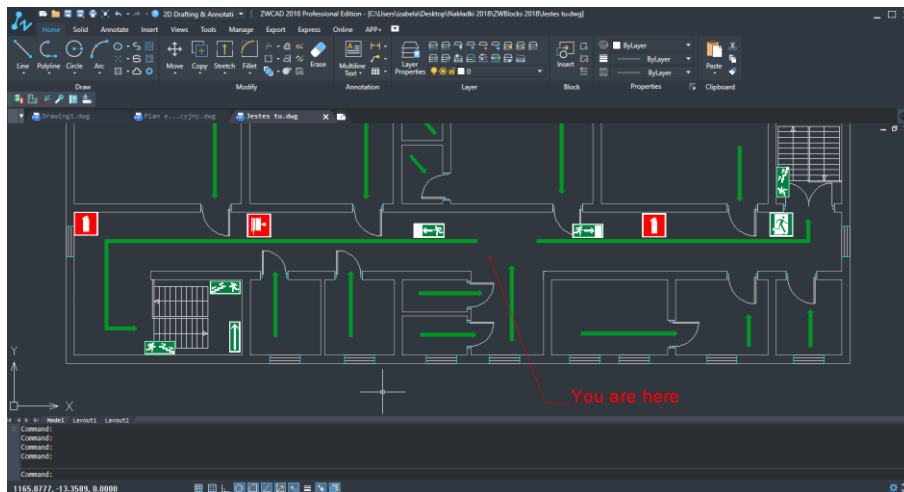 2D Drafting & Annotati
ZWCAD 2018 Professional Edition - [C:\Users\izabela\Desktop\Nakładki 2018\ZWBlocks 2018\Jestes tu.dwg]
Home Solid Annotate Insert Views Tools Manage Export Express Online APP+
Line Polyline Circle Arc Move Copy Stretch Fillet Erase Multiline Text Layer Properties 0 Insert ByLayer ByLayer ByLayer Paste
Draw Modify Annotation Layer Block Properties Clipboard
Drawing1.dwg Plan e...cyjny.dwg Jestes tu.dwg
You are here
Y
X
Model Layout1 Layout2
Command:
Command:
Command:
Command:
Command:
1165.0777, -13.3589, 0.0000